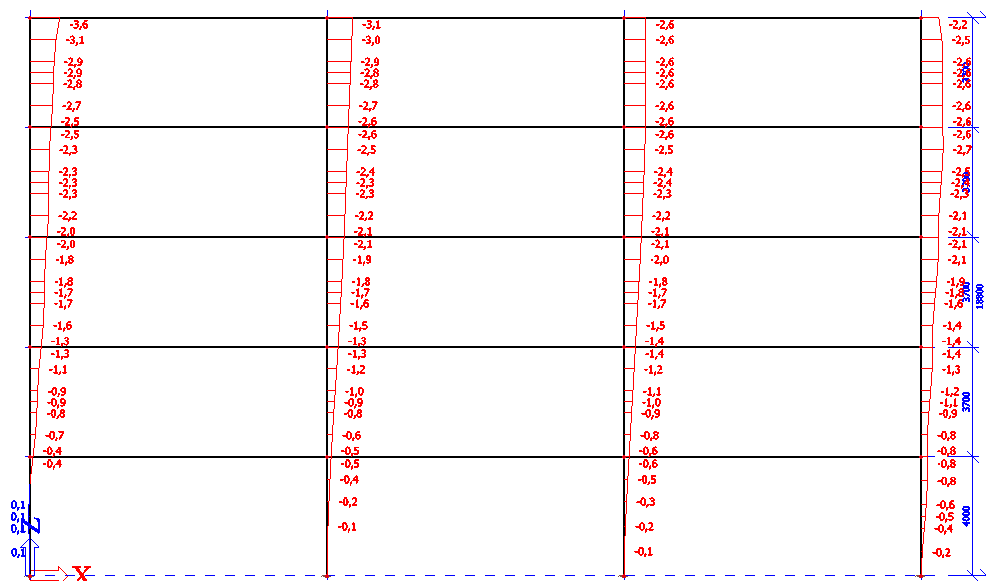 -3,6 -3,1 -2,6 -2,2
-3,1 -3,0 -2,6 -2,5
-2,9 -2,9 -2,6 -2,6
-2,9 -2,8 -2,6
-2,8 -2,8 -2,6 -2,6
-2,7 -2,7 -2,6 -2,6
-2,5 -2,6 -2,6 -2,6
-2,5 -2,6 -2,6 -2,6
-2,3 -2,5 -2,5 -2,7
-2,3 -2,4 -2,4
-2,3 -2,3 -2,4
-2,3 -2,3 -2,3
-2,2 -2,2 -2,2 -2,1
-2,0 -2,1 -2,1 -2,1
-2,0 -2,1 -2,1 -2,1
-1,8 -1,9 -2,0 -2,1
-1,8 -1,8 -1,8 -1,9
-1,7 -1,7 -1,7 -1,8 3700 18800
-1,7 -1,6 -1,7 -1,6
-1,6 -1,5 -1,5 -1,4
-1,3 -1,3 -1,4 -1,4
-1,3 -1,3 -1,4 -1,4
-1,1 -1,2 -1,2 -1,3
-0,9 -1,0 -1,1 -1,2
-0,9 -0,9 -1,0 -1,1 3700
-0,8 -0,8 -0,9 -0,9
-0,7 -0,6 -0,8 -0,8
-0,4 -0,5 -0,6 -0,8
-0,4 -0,5 -0,6 -0,8
-0,4 -0,5 -0,8
0,1 -0,2 -0,3 -0,6
0,1 -0,5 4000
0,1 Z -0,1 -0,2 -0,4
0,1 -0,1 -0,2
X